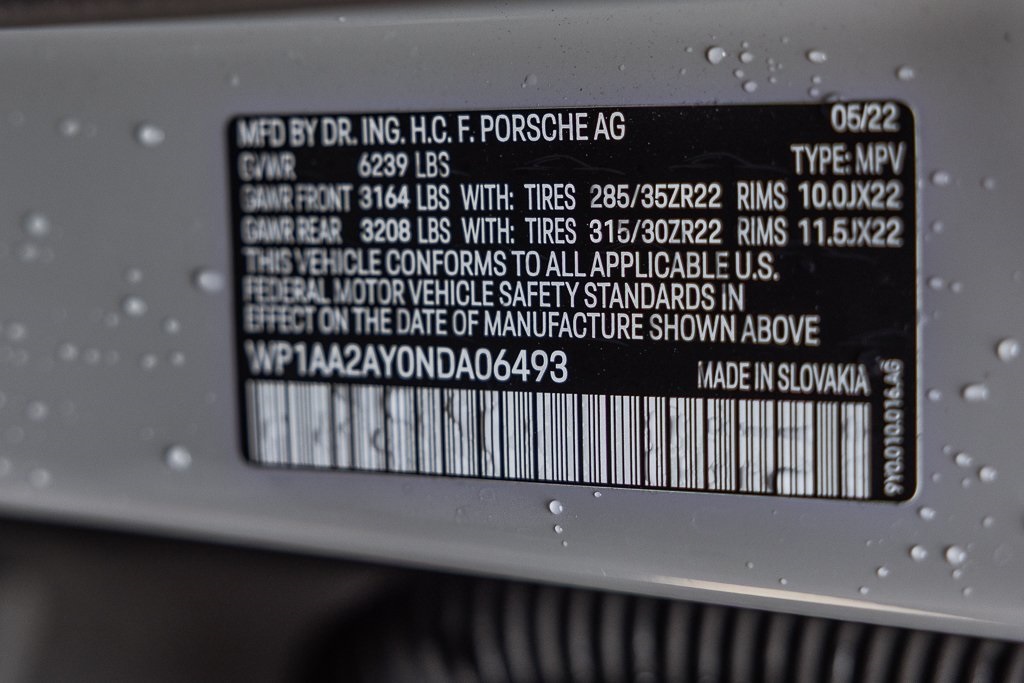 MFD BY DR. ING. H.C. F. PORSCHE AG 05/22
GVWR 6239 LBS TYPE: MPV
GAWR FRONT 3164 LBS WITH: TIRES 285/35ZR22 RIMS 10.0JX22
GAWR REAR 3208 LBS WITH: TIRES 315/30ZR22 RIMS 11.5JX22
THIS VEHICLE CONFORMS TO ALL APPLICABLE U.S.
FEDERAL MOTOR VEHICLE SAFETY STANDARDS IN
EFFECT ON THE DATE OF MANUFACTURE SHOWN ABOVE
WP1AA2AY0NDA06493
MADE IN SLOVAKIA
9Y0.010.016.AG